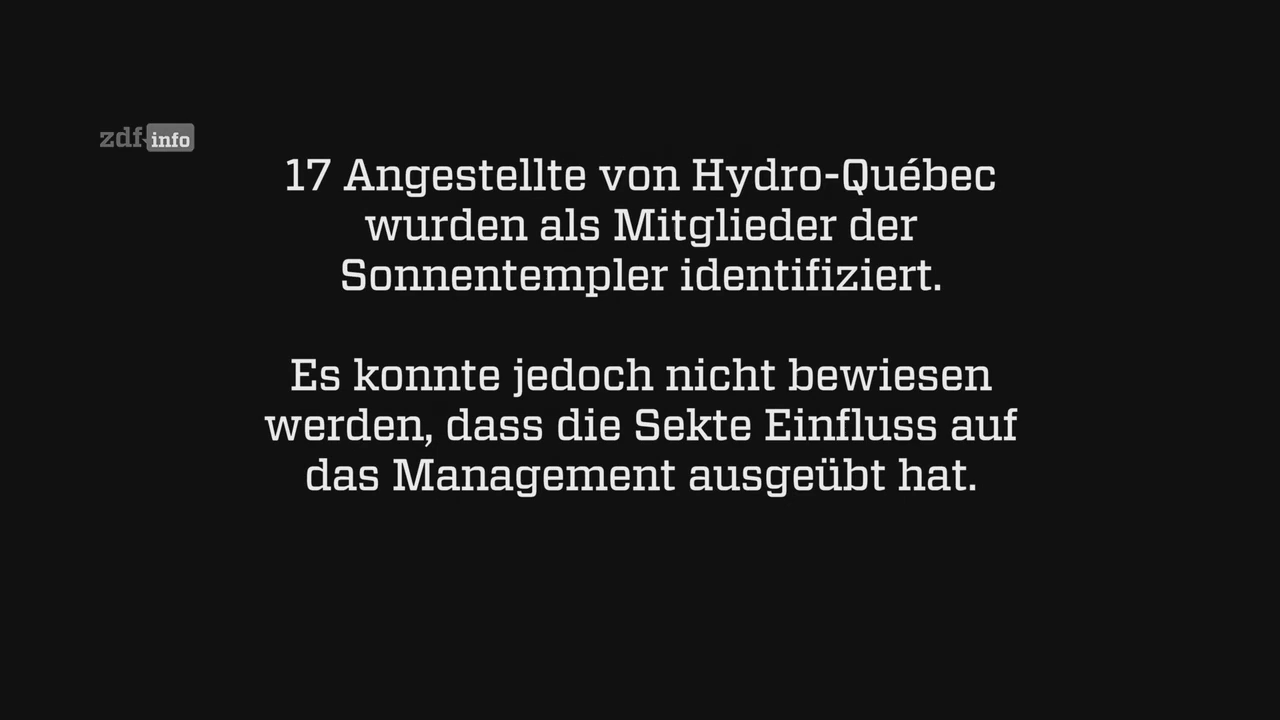 zdf info
17 Angestellte von Hydro-Québec
wurden als Mitglieder der
Sonnentempler identifiziert.
Es konnte jedoch nicht bewiesen
werden, dass die Sekte Einfluss auf
das Management ausgeübt hat.